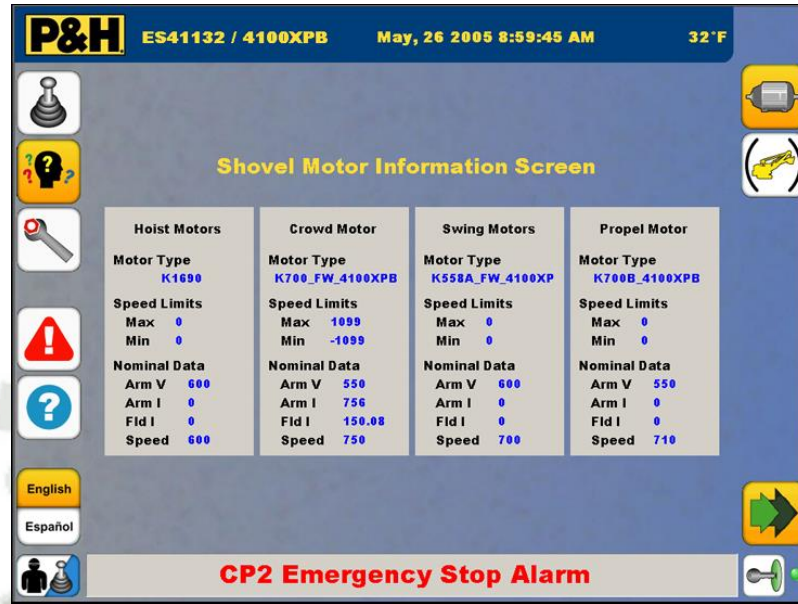 P&H
ES41132 / 4100XPB May, 26 2005 8:59:45 AM 32°F
Shovel Motor Information Screen
Hoist Motors
Motor Type
K1690
Speed Limits
Max 0
Min 0
Nominal Data
Arm V 600
Arm I 0
Fld I 0
Speed 600
Crowd Motor
Motor Type
K700_FW_4100XPB
Speed Limits
Max 1099
Min -1099
Nominal Data
Arm V 550
Arm I 756
Fld I 150.08
Speed 750
Swing Motors
Motor Type
K558A_FW_4100XP
Speed Limits
Max 0
Min 0
Nominal Data
Arm V 600
Arm I 0
Fld I 0
Speed 700
Propel Motor
Motor Type
K700B_4100XPB
Speed Limits
Max 0
Min 0
Nominal Data
Arm V 550
Arm I 0
Fld I 0
Speed 710
? ? ?
!
?
English
Español
CP2 Emergency Stop Alarm